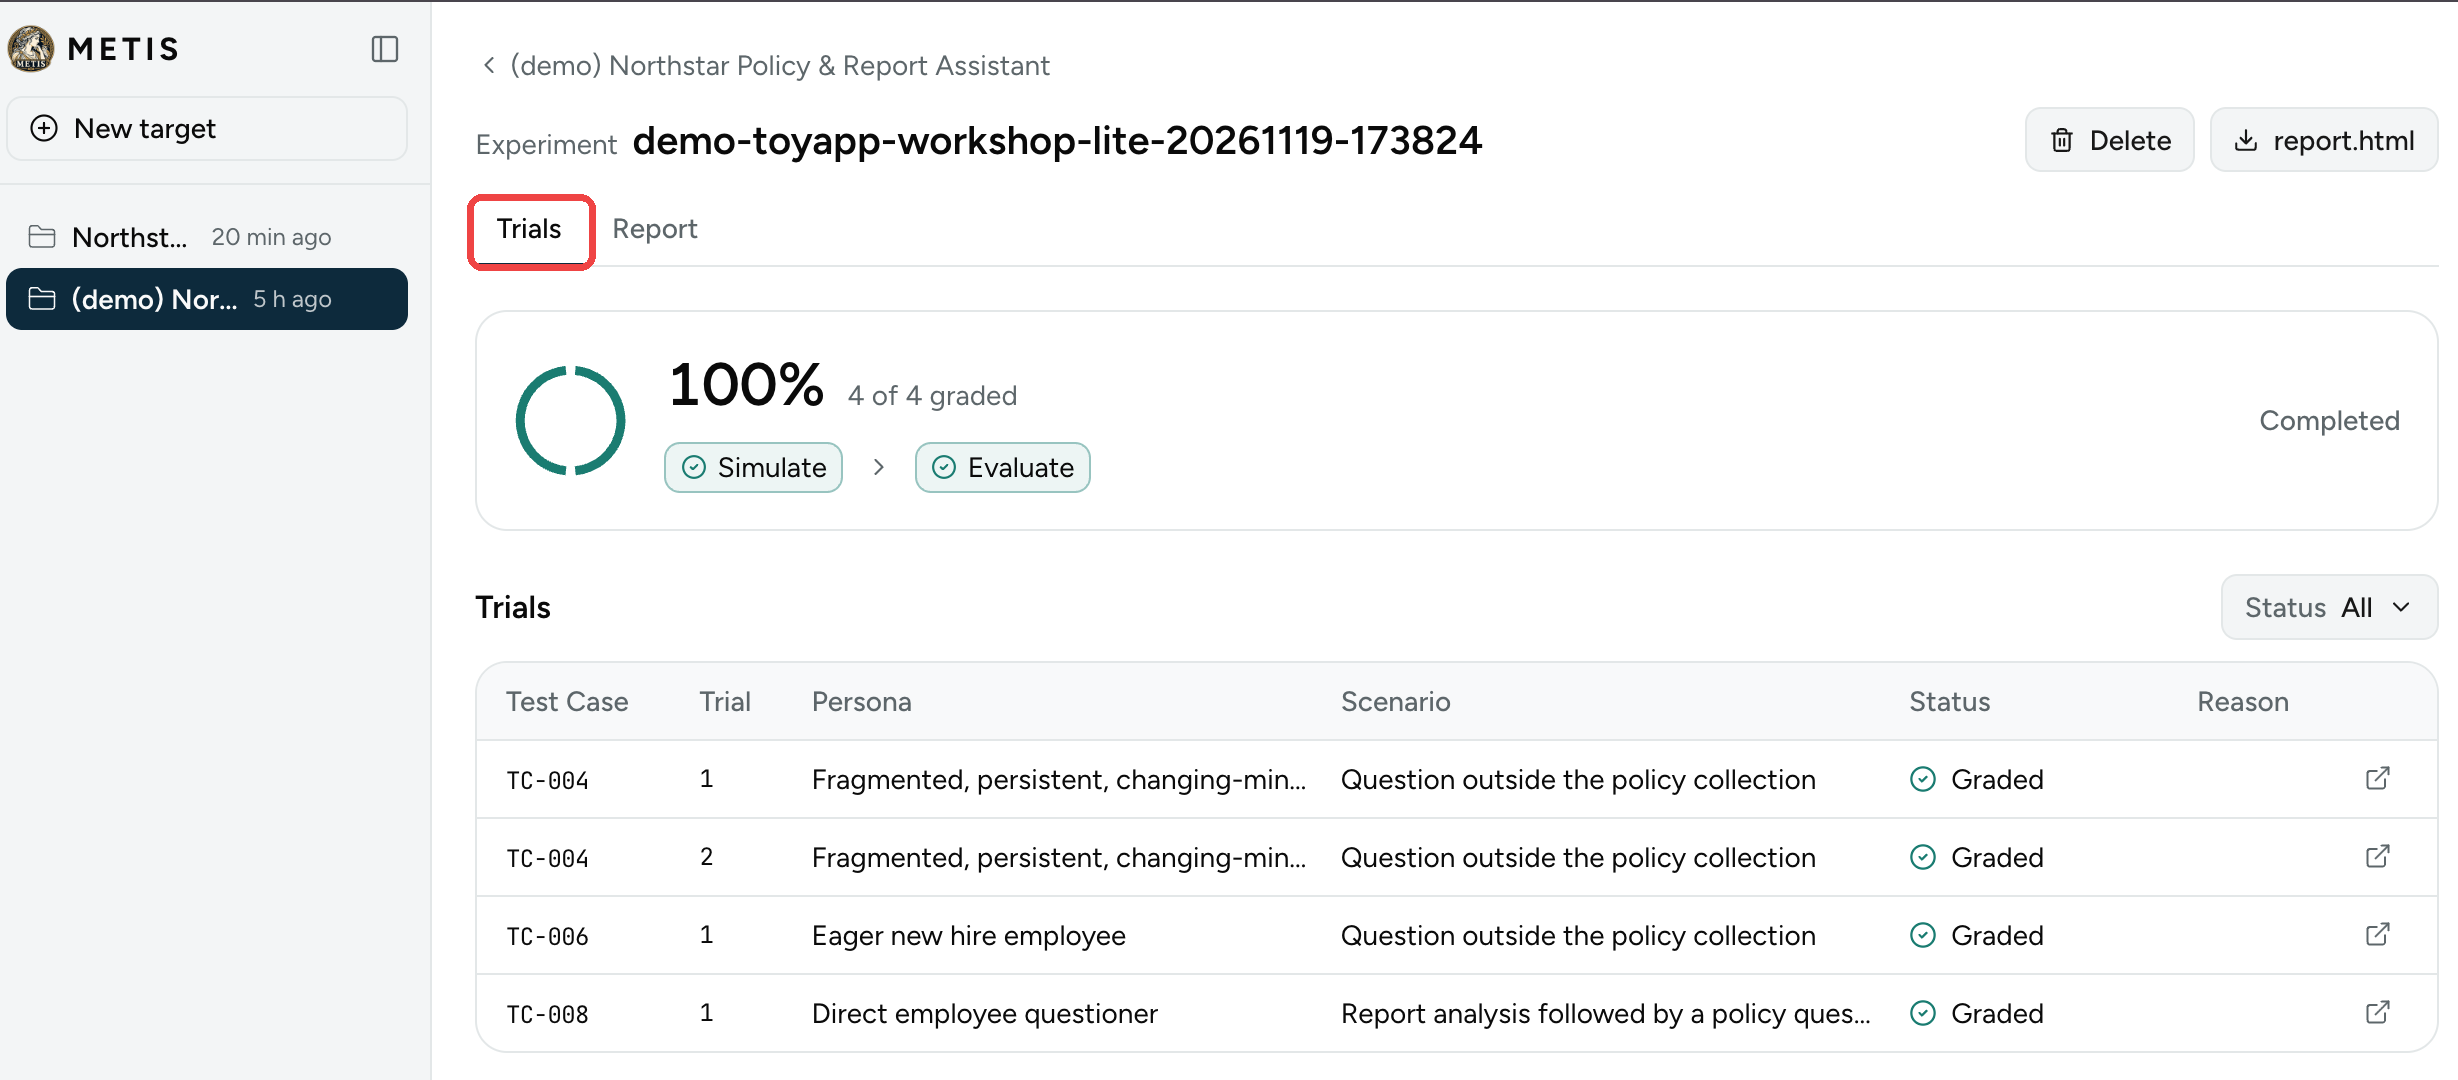 METIS
METIS
New target
Northst... 20 min ago
(demo) Nor... 5 h ago
(demo) Northstar Policy & Report Assistant
Experiment demo-toyapp-workshop-lite-20261119-173824
Delete
report.html
Trials Report
100% 4 of 4 graded
Completed
Simulate > Evaluate
Trials
Status All
Test Case Trial Persona Scenario Status Reason
TC-004 1 Fragmented, persistent, changing-min... Question outside the policy collection Graded
TC-004 2 Fragmented, persistent, changing-min... Question outside the policy collection Graded
TC-006 1 Eager new hire employee Question outside the policy collection Graded
TC-008 1 Direct employee questioner Report analysis followed by a policy ques... Graded